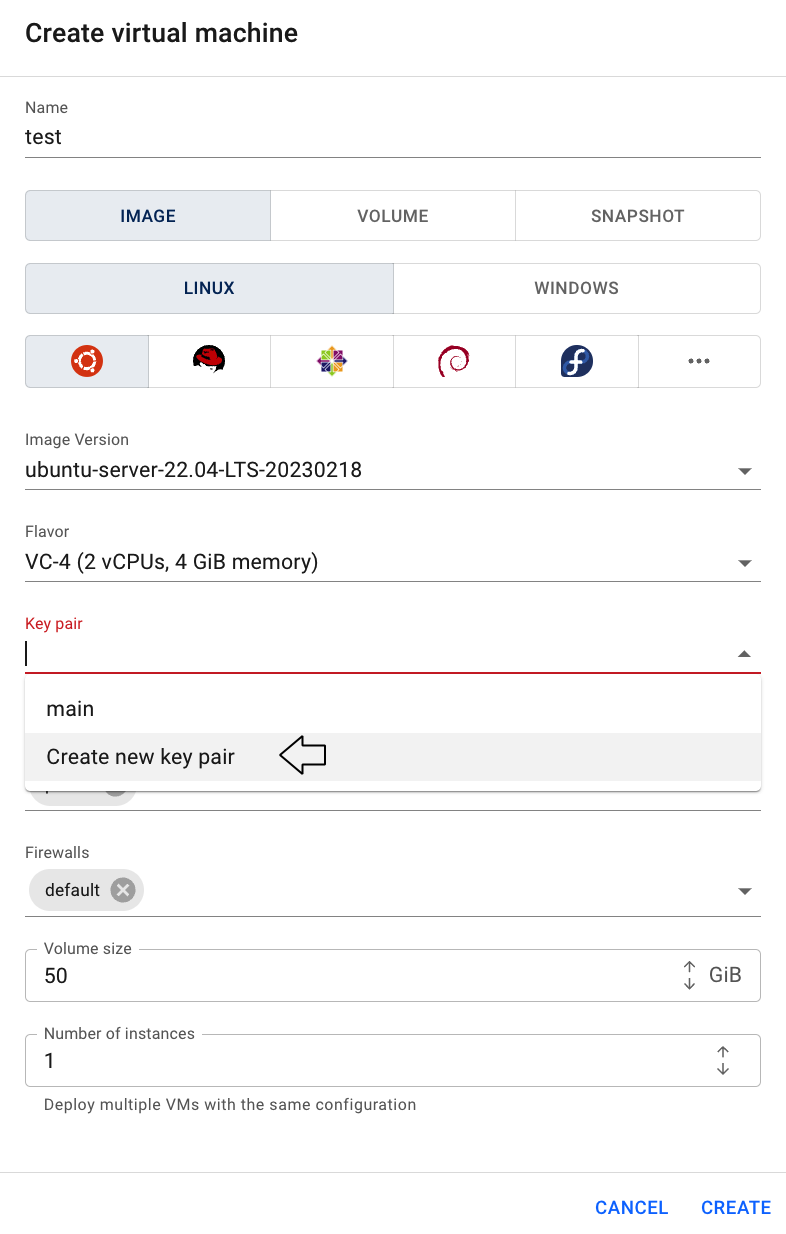 Create virtual machine
Name
test
IMAGE VOLUME SNAPSHOT
LINUX WINDOWS
Image Version
ubuntu-server-22.04-LTS-20230218
Flavor
VC-4 (2 vCPUs, 4 GiB memory)
Key pair
main
Create new key pair
Firewalls
default
Volume size
50 GiB
Number of instances
1
Deploy multiple VMs with the same configuration
CANCEL CREATE